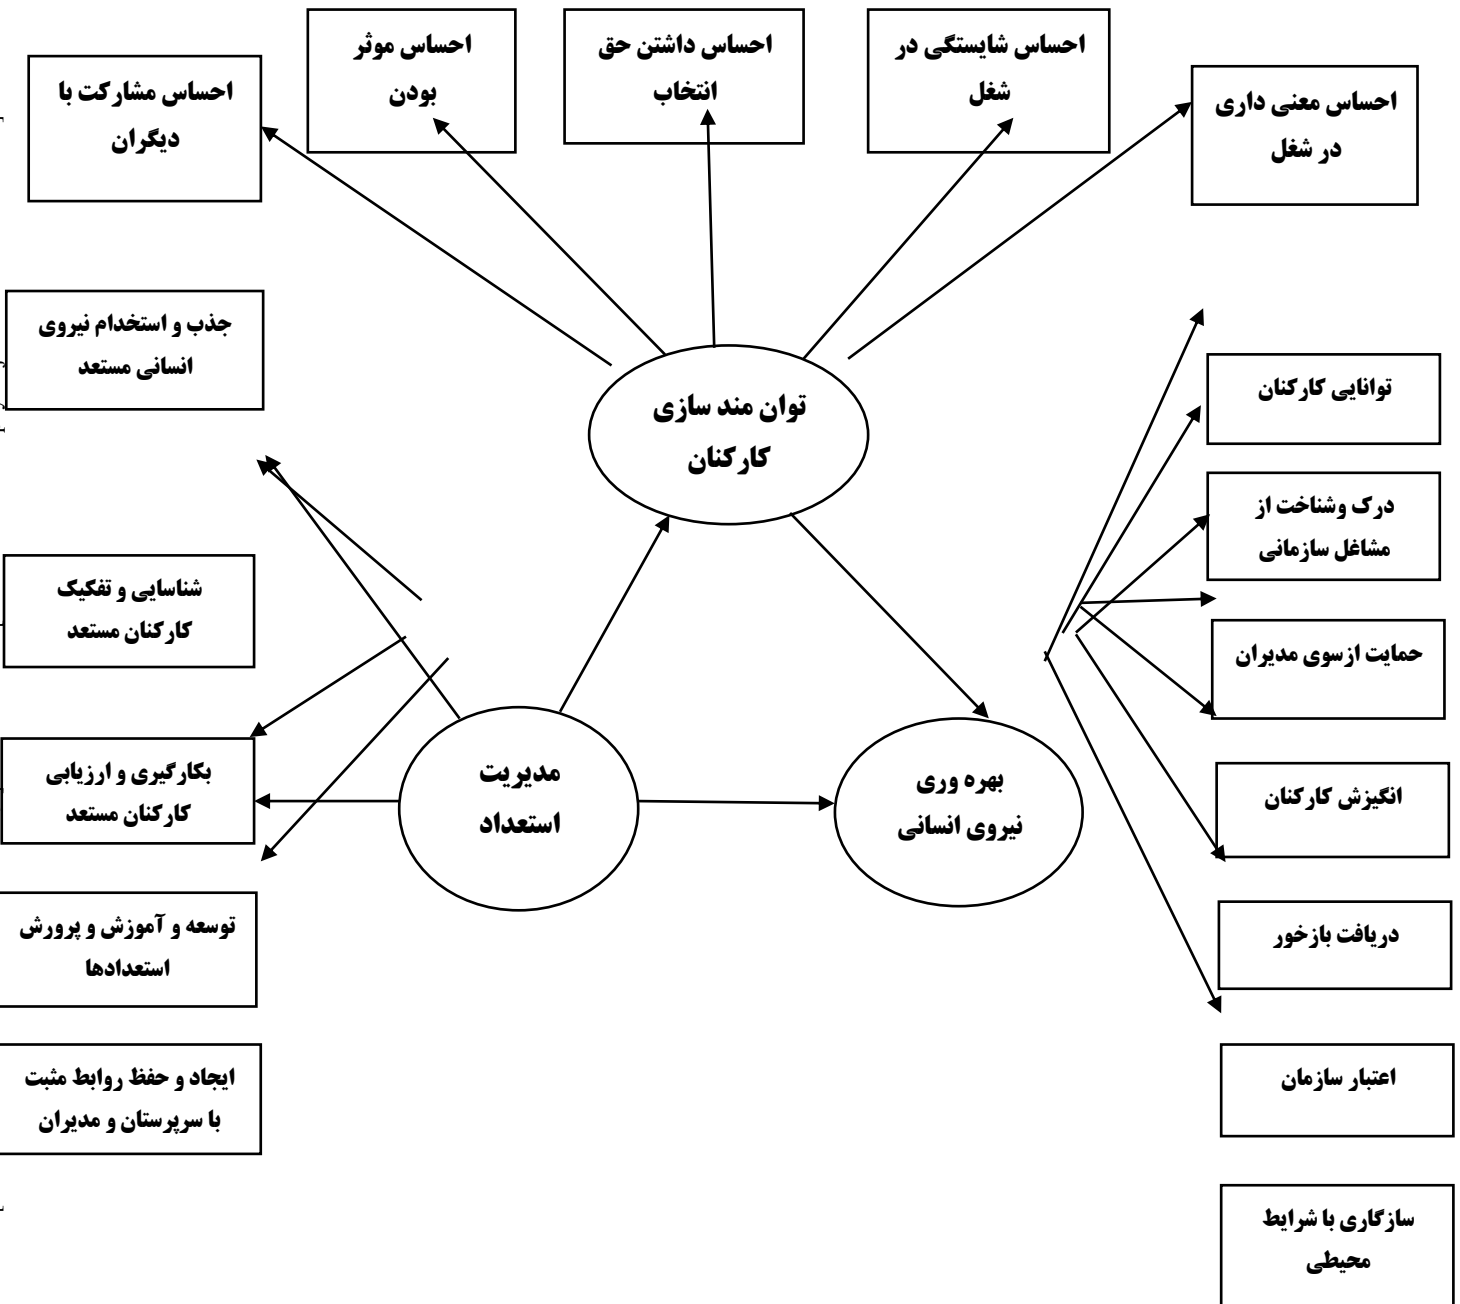 احساس معنی داری
در شغل
احساس شایستگی در
شغل
احساس داشتن حق
انتخاب
احساس موثر
بودن
احساس مشارکت با
دیگران
جذب و استخدام نیروی
انسانی مستعد
توان مند سازی
کارکنان
توانایی کارکنان
درک وشناخت از
مشاغل سازمانی
شناسایی و تفکیک
کارکنان مستعد
حمایت ازسوی مدیران
بکارگیری و ارزیابی
کارکنان مستعد
مدیریت
استعداد
بهره وری
نیروی انسانی
انگیزش کارکنان
توسعه و آموزش و پرورش
استعدادها
دریافت بازخور
ایجاد و حفظ روابط مثبت
با سرپرستان و مدیران
اعتبار سازمان
سازگاری با شرایط
محیطی